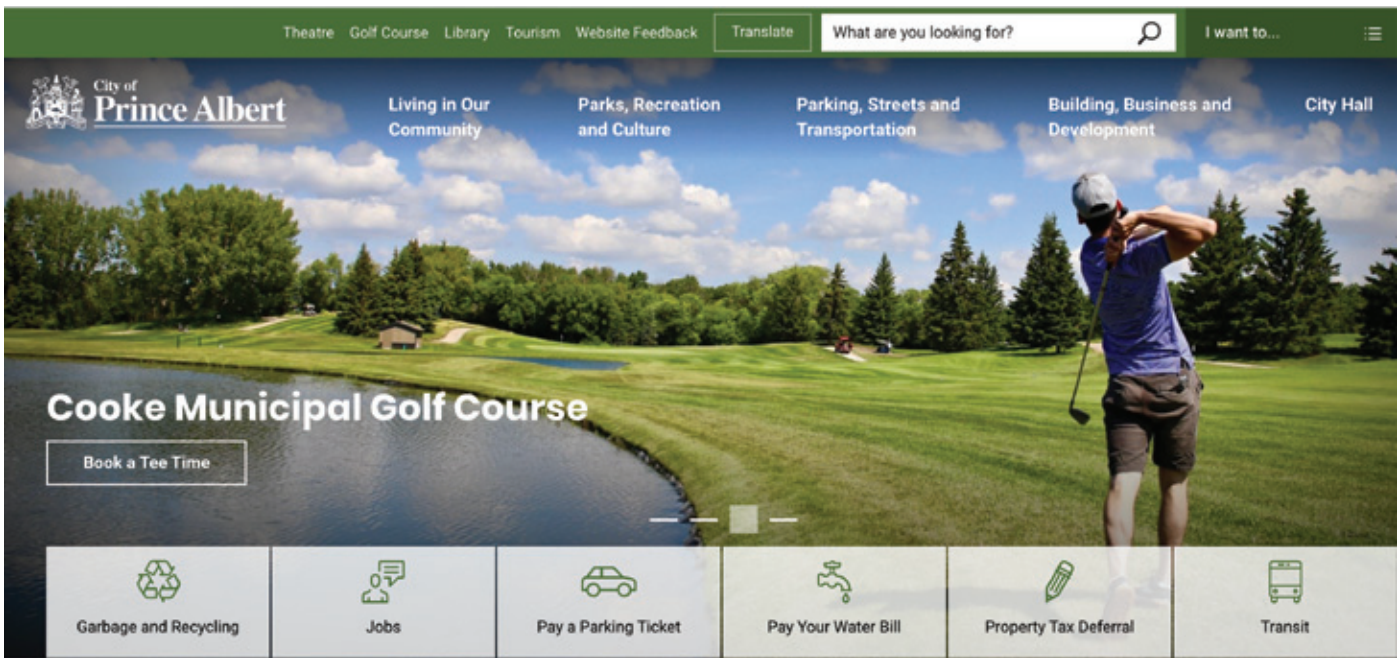 Theatre Golf Course Library Tourism Website Feedback Translate What are you looking for? I want to...
City of
Prince Albert
Living in Our
Community
Parks, Recreation
and Culture
Parking, Streets and
Transportation
Building, Business and
Development
City Hall
Cooke Municipal Golf Course
Book a Tee Time
Garbage and Recycling
Jobs
Pay a Parking Ticket
Pay Your Water Bill
Property Tax Deferral
Transit